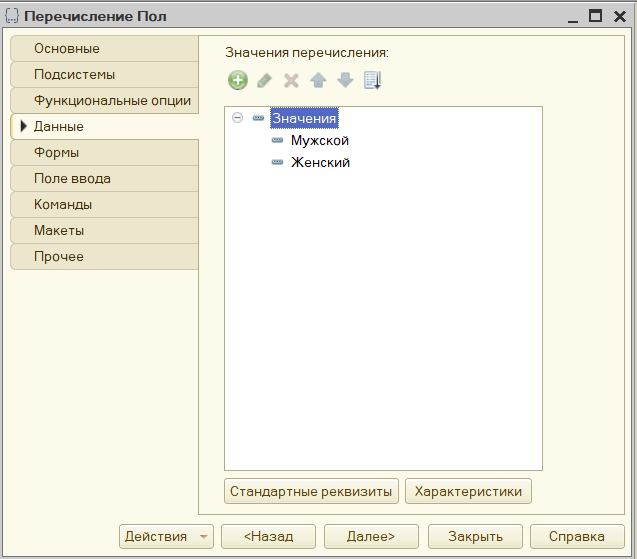 Перечисление Пол
Основные
Подсистемы
Функциональные опции
Данные
Формы
Поле ввода
Команды
Макеты
Прочее
Значения перечисления:
Значения
Мужской
Женский
Стандартные реквизиты Характеристики
Действия <Назад Далее> Закрыть Справка